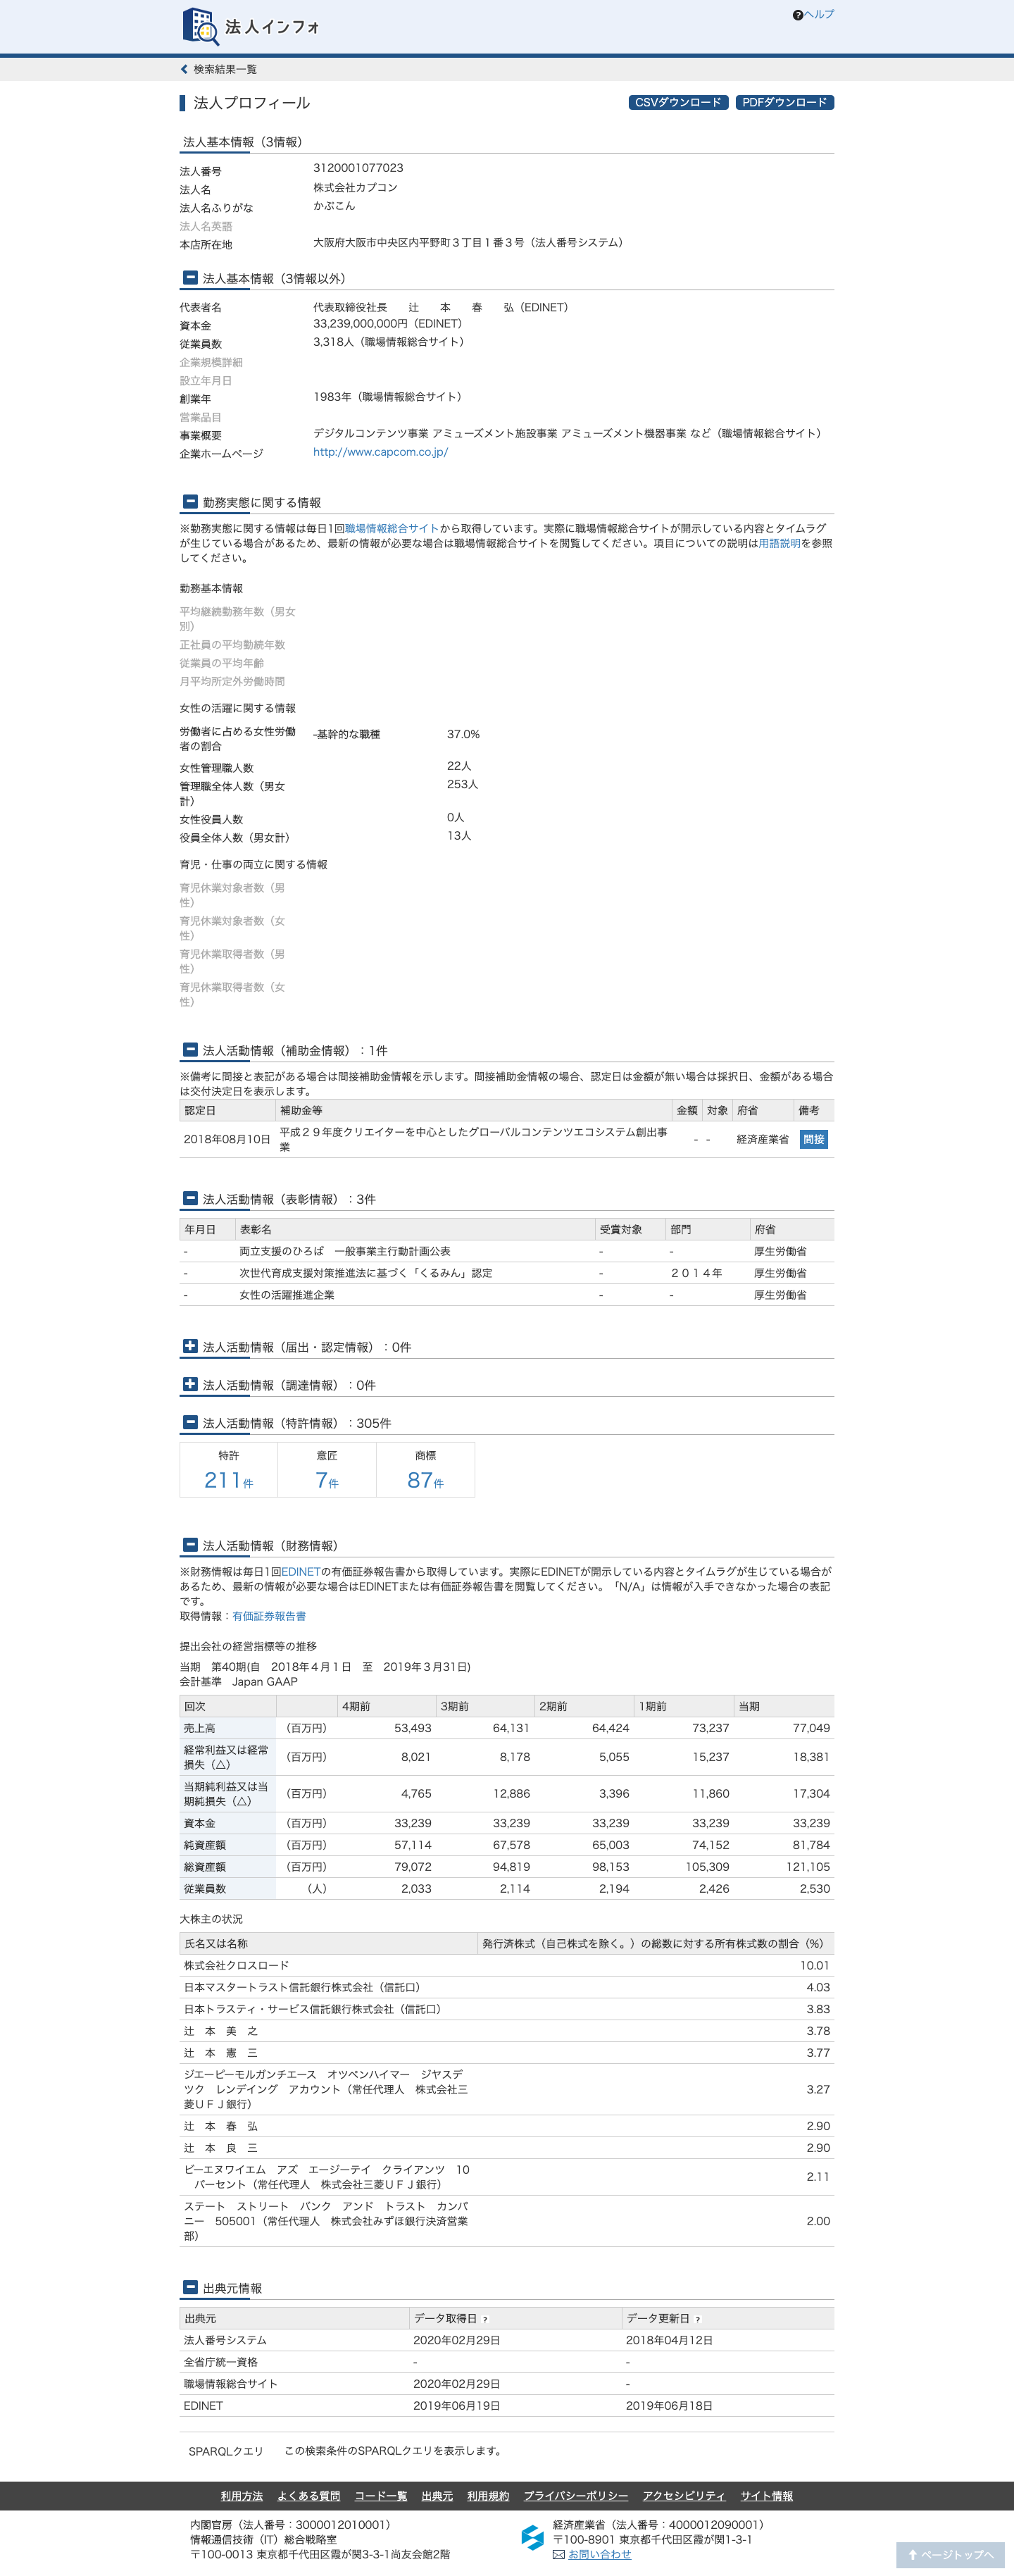 法人インフォ
?ヘルプ
検索結果一覧
法人プロフィール
CSVダウンロード PDFダウンロード
法人基本情報（3情報）
法人番号 3120001077023
法人名 株式会社カプコン
法人名ふりがな かぷこん
法人名英語
本店所在地 大阪府大阪市中央区内平野町３丁目１番３号（法人番号システム）
法人基本情報（3情報以外）
代表者名 代表取締役社長　　辻　　本　　春　　弘（EDINET）
資本金 33,239,000,000円（EDINET）
従業員数 3,318人（職場情報総合サイト）
企業規模詳細
設立年月日
創業年 1983年（職場情報総合サイト）
営業品目
事業概要 デジタルコンテンツ事業 アミューズメント施設事業 アミューズメント機器事業 など（職場情報総合サイト）
企業ホームページ http://www.capcom.co.jp/
勤務実態に関する情報
※勤務実態に関する情報は毎日1回職場情報総合サイトから取得しています。実際に職場情報総合サイトが開示している内容とタイムラグ
が生じている場合があるため、最新の情報が必要な場合は職場情報総合サイトを閲覧してください。項目についての説明は用語説明を参照
してください。
勤務基本情報
平均継続勤務年数（男女
別）
正社員の平均勤続年数
従業員の平均年齢
月平均所定外労働時間
女性の活躍に関する情報
労働者に占める女性労働 -基幹的な職種 37.0%
者の割合
女性管理職人数 22人
管理職全体人数（男女 253人
計）
女性役員人数 0人
役員全体人数（男女計） 13人
育児・仕事の両立に関する情報
育児休業対象者数（男
性）
育児休業対象者数（女
性）
育児休業取得者数（男
性）
育児休業取得者数（女
性）
法人活動情報（補助金情報）：1件
※備考に間接と表記がある場合は間接補助金情報を示します。間接補助金情報の場合、認定日は金額が無い場合は採択日、金額がある場合
は交付決定日を表示します。
認定日 補助金等 金額 対象 府省 備考
2018年08月10日 平成２９年度クリエイターを中心としたグローバルコンテンツエコシステム創出事 - - 経済産業省 間接
業
法人活動情報（表彰情報）：3件
年月日 表彰名 受賞対象 部門 府省
- 両立支援のひろば　一般事業主行動計画公表 - - 厚生労働省
- 次世代育成支援対策推進法に基づく「くるみん」認定 - ２０１４年 厚生労働省
- 女性の活躍推進企業 - - 厚生労働省
法人活動情報（届出・認定情報）：0件
法人活動情報（調達情報）：0件
法人活動情報（特許情報）：305件
特許 意匠 商標
211件 7件 87件
法人活動情報（財務情報）
※財務情報は毎日1回EDINETの有価証券報告書から取得しています。実際にEDINETが開示している内容とタイムラグが生じている場合が
あるため、最新の情報が必要な場合はEDINETまたは有価証券報告書を閲覧してください。「N/A」は情報が入手できなかった場合の表記
です。
取得情報：有価証券報告書
提出会社の経営指標等の推移
当期　第40期(自　2018年４月１日　至　2019年３月31日)
会計基準　Japan GAAP
回次 4期前 3期前 2期前 1期前 当期
売上高 （百万円） 53,493 64,131 64,424 73,237 77,049
経常利益又は経常 （百万円） 8,021 8,178 5,055 15,237 18,381
損失（△）
当期純利益又は当 （百万円） 4,765 12,886 3,396 11,860 17,304
期純損失（△）
資本金 （百万円） 33,239 33,239 33,239 33,239 33,239
純資産額 （百万円） 57,114 67,578 65,003 74,152 81,784
総資産額 （百万円） 79,072 94,819 98,153 105,309 121,105
従業員数 （人） 2,033 2,114 2,194 2,426 2,530
大株主の状況
氏名又は名称 発行済株式（自己株式を除く。）の総数に対する所有株式数の割合（%）
株式会社クロスロード 10.01
日本マスタートラスト信託銀行株式会社（信託口） 4.03
日本トラスティ・サービス信託銀行株式会社（信託口） 3.83
辻　本　美　之 3.78
辻　本　憲　三 3.77
ジエーピーモルガンチエース　オツペンハイマー　ジヤスデ
ツク　レンデイング　アカウント（常任代理人　株式会社三 3.27
菱ＵＦＪ銀行）
辻　本　春　弘 2.90
辻　本　良　三 2.90
ビーエヌワイエム　アズ　エージーテイ　クライアンツ　10 2.11
　パーセント（常任代理人　株式会社三菱ＵＦＪ銀行）
ステート　ストリート　バンク　アンド　トラスト　カンパ
ニー　505001（常任代理人　株式会社みずほ銀行決済営業 2.00
部）
出典元情報
出典元 データ取得日 ? データ更新日 ?
法人番号システム 2020年02月29日 2018年04月12日
全省庁統一資格 - -
職場情報総合サイト 2020年02月29日 -
EDINET 2019年06月19日 2019年06月18日
SPARQLクエリ この検索条件のSPARQLクエリを表示します。
利用方法 よくある質問 コード一覧 出典元 利用規約 プライバシーポリシー アクセシビリティ サイト情報
内閣官房（法人番号：3000012010001） 経済産業省（法人番号：4000012090001）
情報通信技術（IT）総合戦略室 〒100-8901 東京都千代田区霞が関1-3-1
〒100-0013 東京都千代田区霞が関3-3-1尚友会館2階 お問い合わせ
ページトップへ